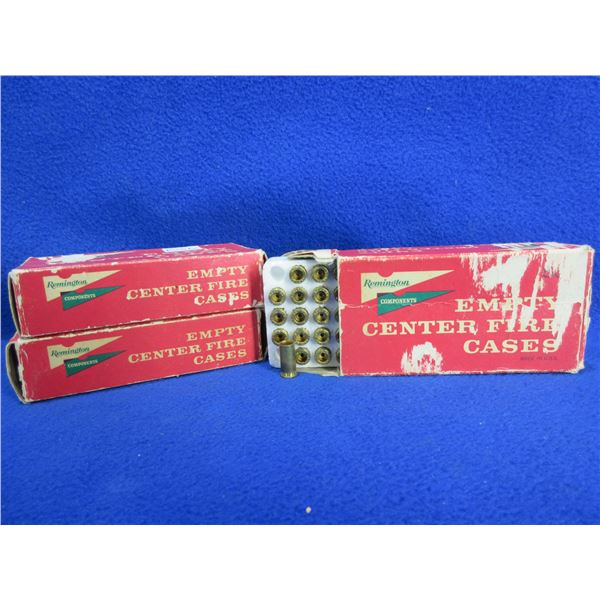 Remington
COMPONENTS
EMPTY
CENTER FIRE
CASES
Remington
COMPONENTS
EMPTY
CENTER FIRE
CASES
Remington
COMPONENTS
EMPTY
CENTER FIRE
CASES